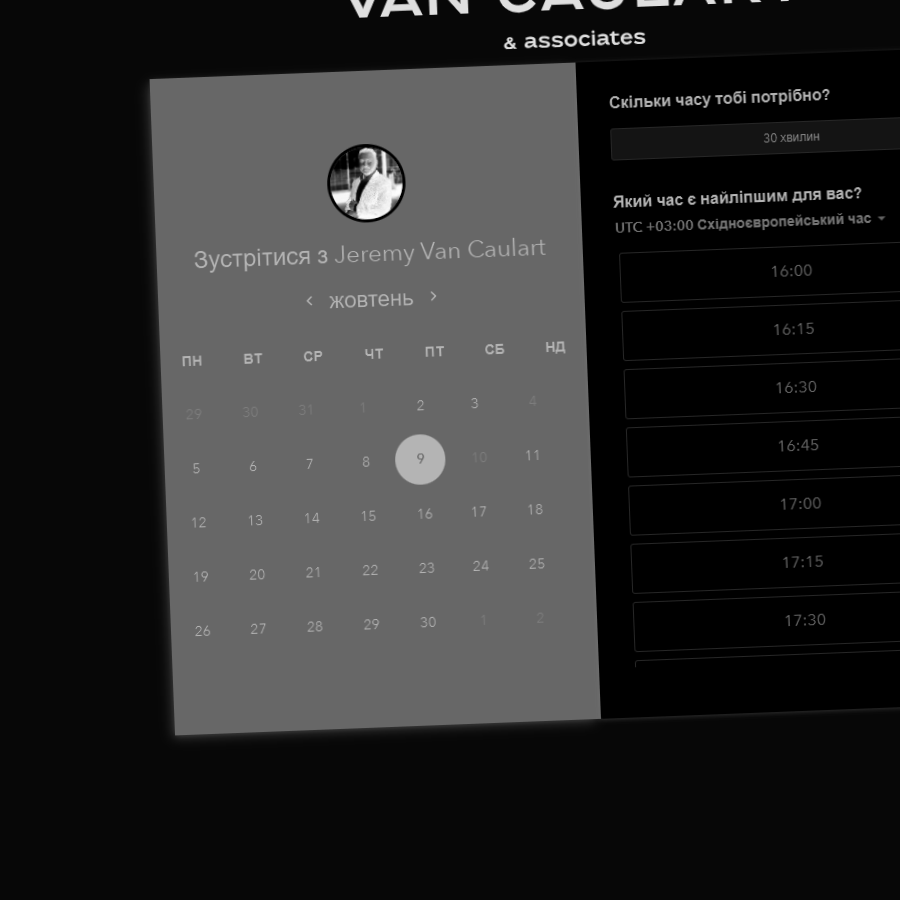 VAN CAULART
& associates
Зустрітися з Jeremy Van Caulart
жовтень
ПН ВТ СР ЧТ ПТ СБ НД
29 30 31 1 2 3 4
5 6 7 8 9 10 11
12 13 14 15 16 17 18
19 20 21 22 23 24 25
26 27 28 29 30 1 2
Скільки часу тобі потрібно?
30 хвилин
Який час є найліпшим для вас?
UTC +03:00 Східноєвропейський час
16:00
16:15
16:30
16:45
17:00
17:15
17:30